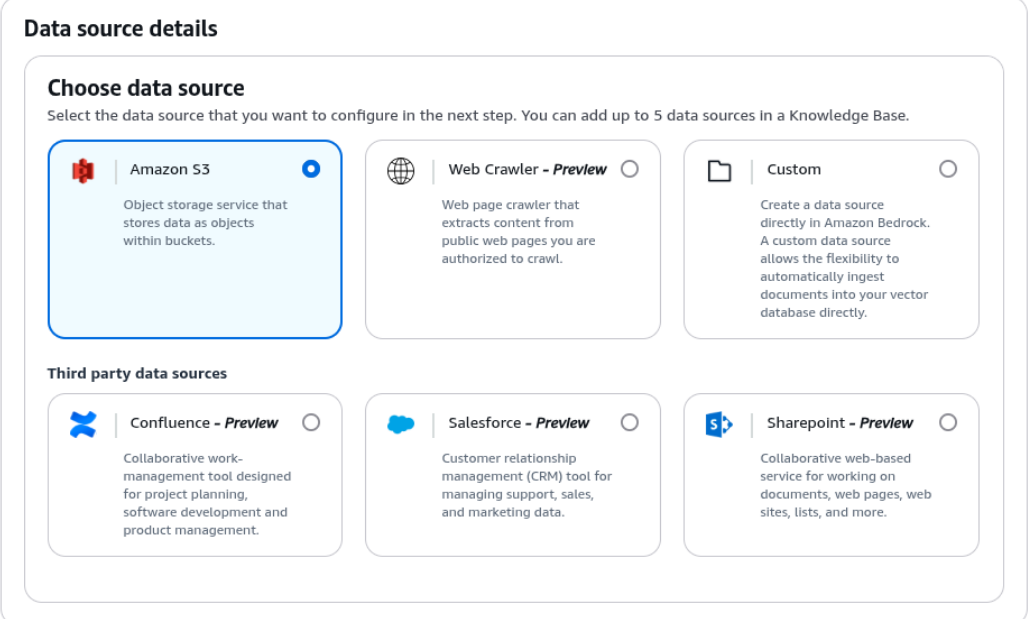 Data source details
Choose data source
Select the data source that you want to configure in the next step. You can add up to 5 data sources in a Knowledge Base.
Amazon S3
Object storage service that
stores data as objects
within buckets.
Web Crawler - Preview
Web page crawler that
extracts content from
public web pages you are
authorized to crawl.
Custom
Create a data source
directly in Amazon Bedrock.
A custom data source
allows the flexibility to
automatically ingest
documents into your vector
database directly.
Third party data sources
Confluence - Preview
Collaborative work-
management tool designed
for project planning,
software development and
product management.
Salesforce - Preview
Customer relationship
management (CRM) tool for
managing support, sales,
and marketing data.
S
Sharepoint - Preview
Collaborative web-based
service for working on
documents, web pages, web
sites, lists, and more.